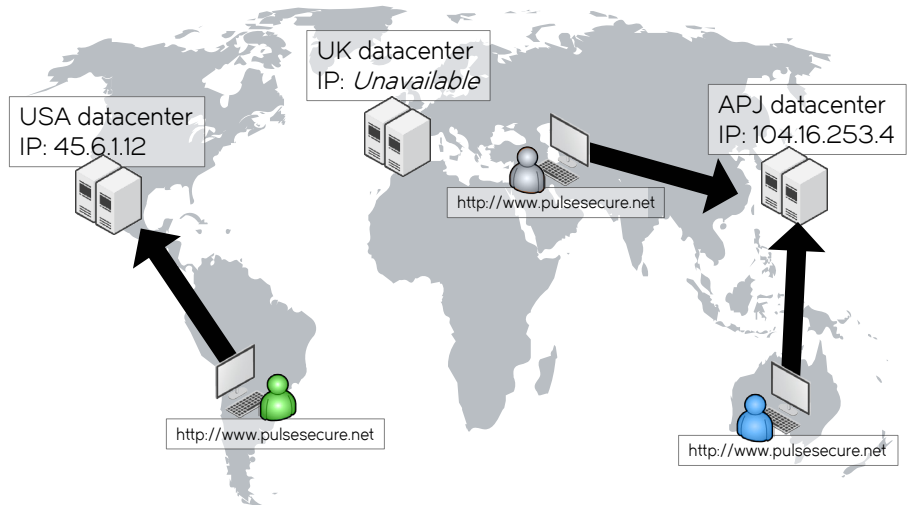 UK datacenter
IP: Unavailable
USA datacenter
IP: 45.6.1.12
APJ datacenter
IP: 104.16.253.4
http://www.pulsesecure.net
http://www.pulsesecure.net
http://www.pulsesecure.net